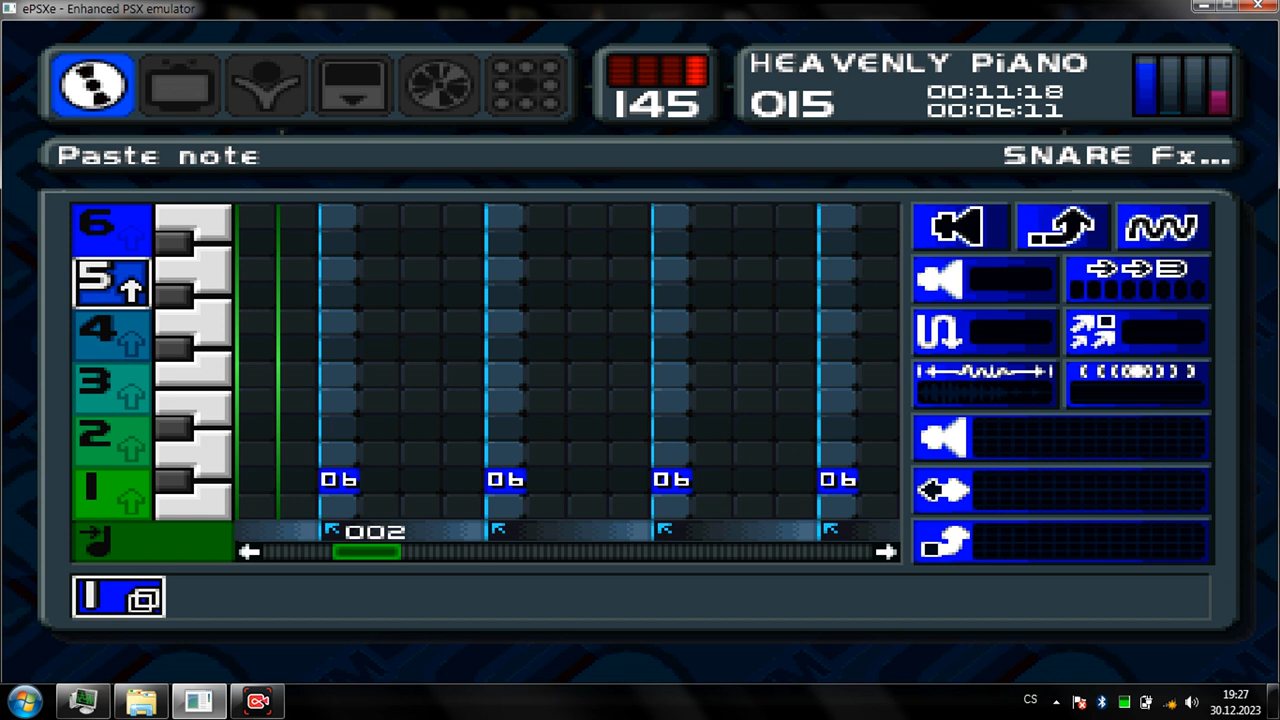 ePSXe - Enhanced PSX emulator
145
HEAVENLY PiANO
015
00:11:18
00:06:11
Paste note
SNARE Fx...
6
5
4
3
2
1
06 06 06 06
002
1
CS
19:27
30.12.2023